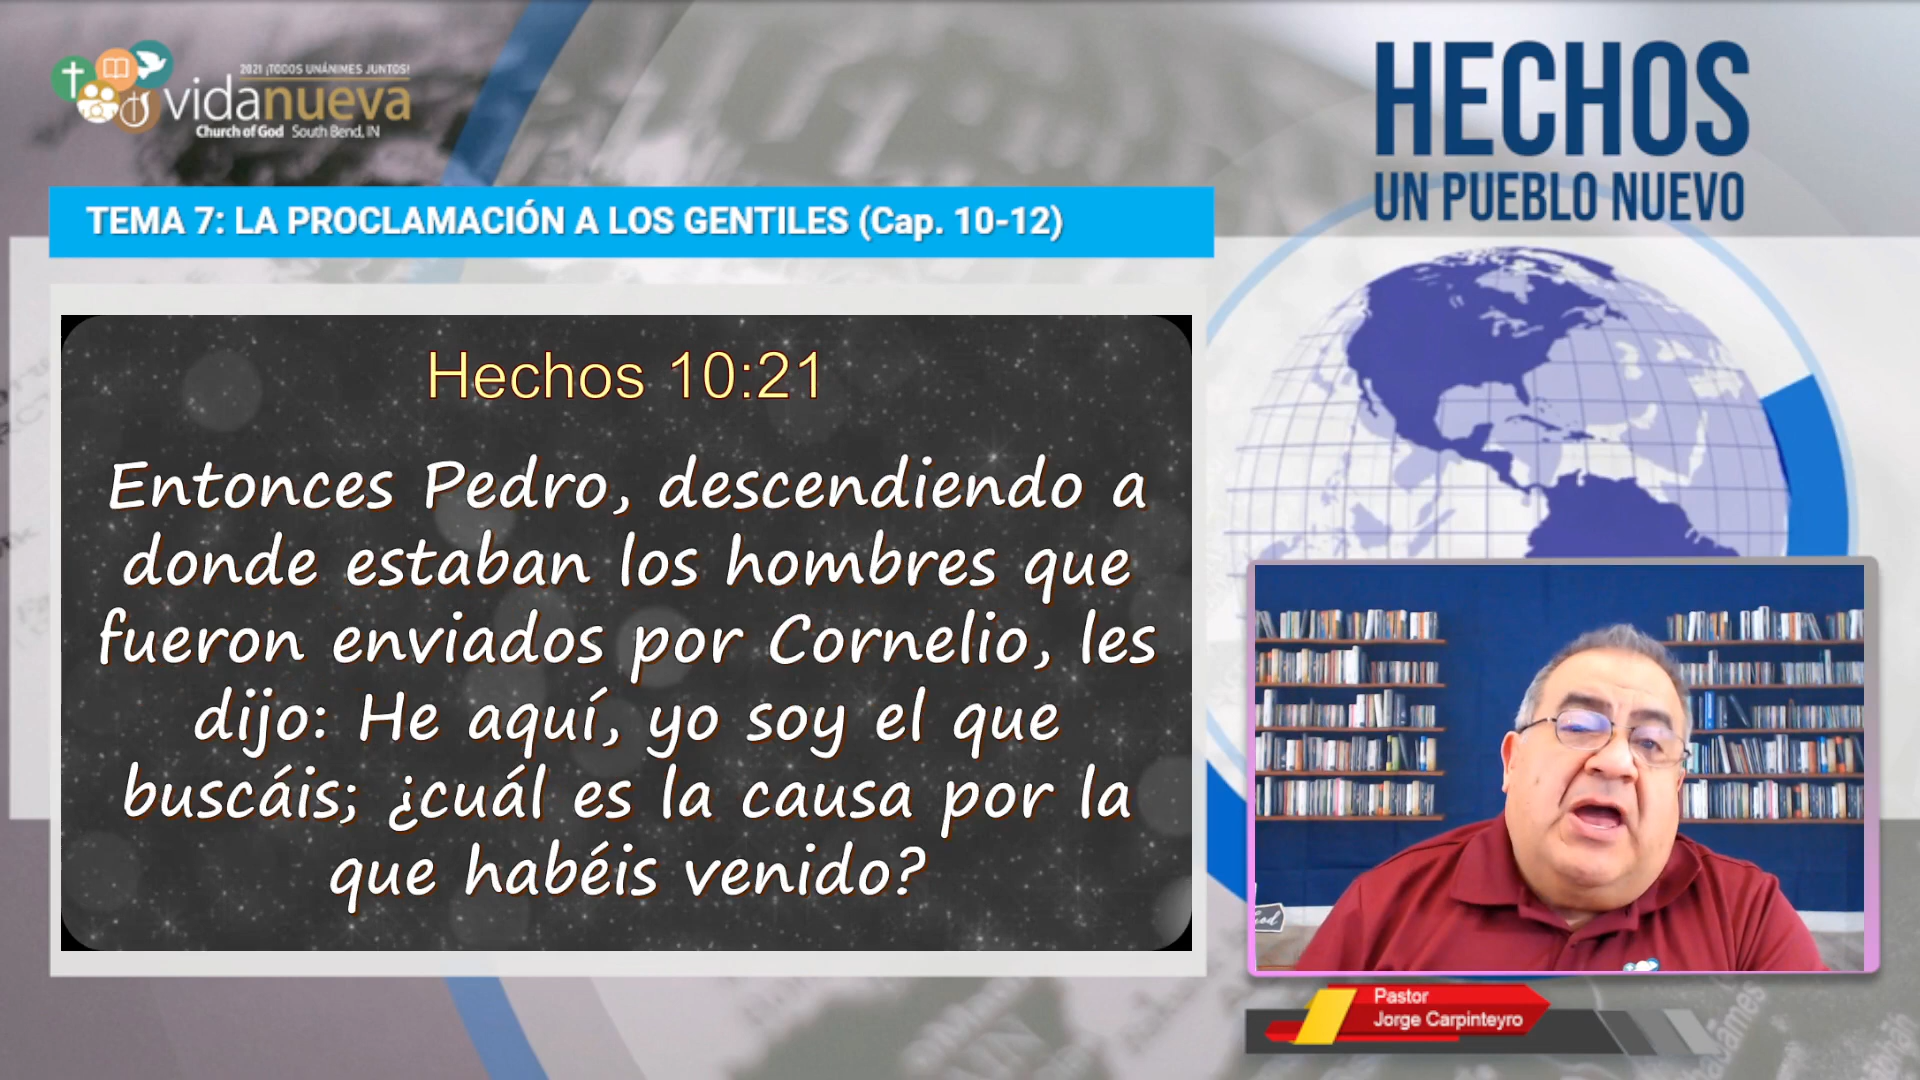 2021 ¡TODOS UNÁNIMES JUNTOS!
vidanueva
Church of God South Bend, IN
HECHOS
UN PUEBLO NUEVO
TEMA 7: LA PROCLAMACIÓN A LOS GENTILES (Cap. 10-12)
Hechos 10:21
Entonces Pedro, descendiendo a
donde estaban los hombres que
fueron enviados por Cornelio, les
dijo: He aquí, yo soy el que
buscáis; ¿cuál es la causa por la
que habéis venido?
Pastor
Jorge Carpinteyro